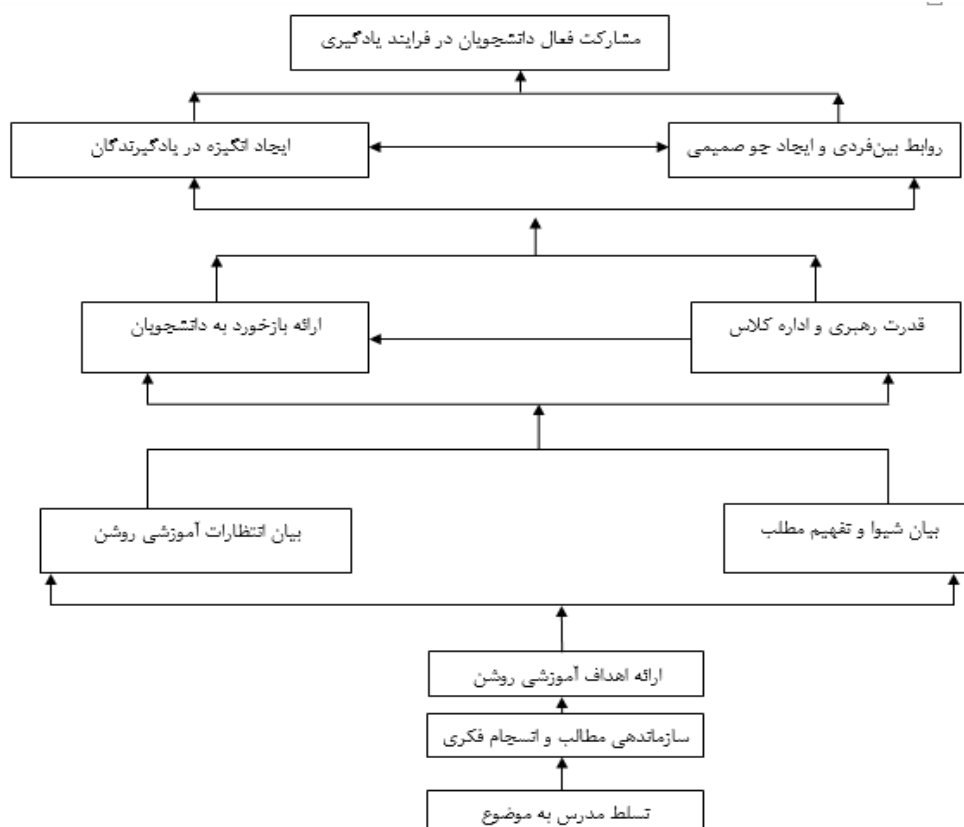 مشارکت فعال دانشجویان در فرایند یادگیری
روابط بین‌فردی و ایجاد جو صمیمی
ایجاد انگیزه در یادگیرندگان
قدرت رهبری و اداره کلاس
ارائه بازخورد به دانشجویان
بیان شیوا و تفهیم مطلب
بیان انتظارات آموزشی روشن
ارائه اهداف آموزشی روشن
سازماندهی مطالب و انسجام فکری
تسلط مدرس به موضوع